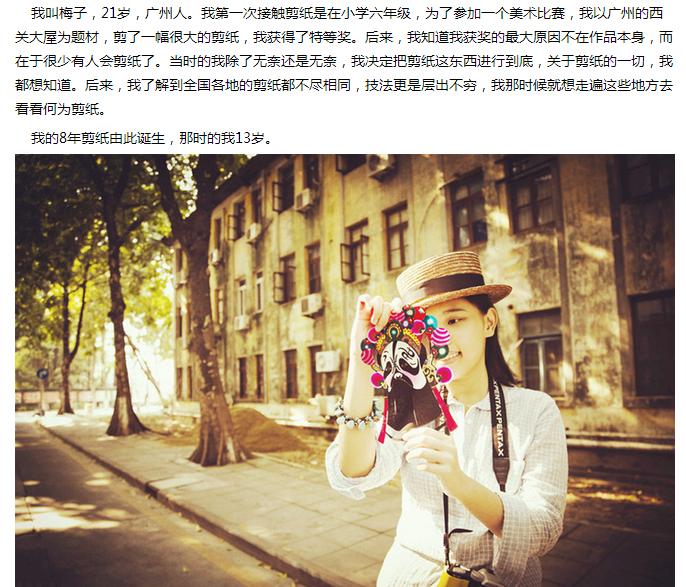 我叫梅子，21岁，广州人。我第一次接触剪纸是在小学六年级，为了参加一个美术比赛，我以广州的西
关大屋为题材，剪了一幅很大的剪纸，我获得了特等奖。后来，我知道我获奖的最大原因不在作品本身，而
在于很少有人会剪纸了。当时的我除了无奈还是无奈，我决定把剪纸这东西进行到底，关于剪纸的一切，我
都想知道。后来，我了解到全国各地的剪纸都不尽相同，技法更是层出不穷，我那时候就想走遍这些地方去
看看何为剪纸。
我的8年剪纸由此诞生，那时的我13岁。
PENTAX PENTAX